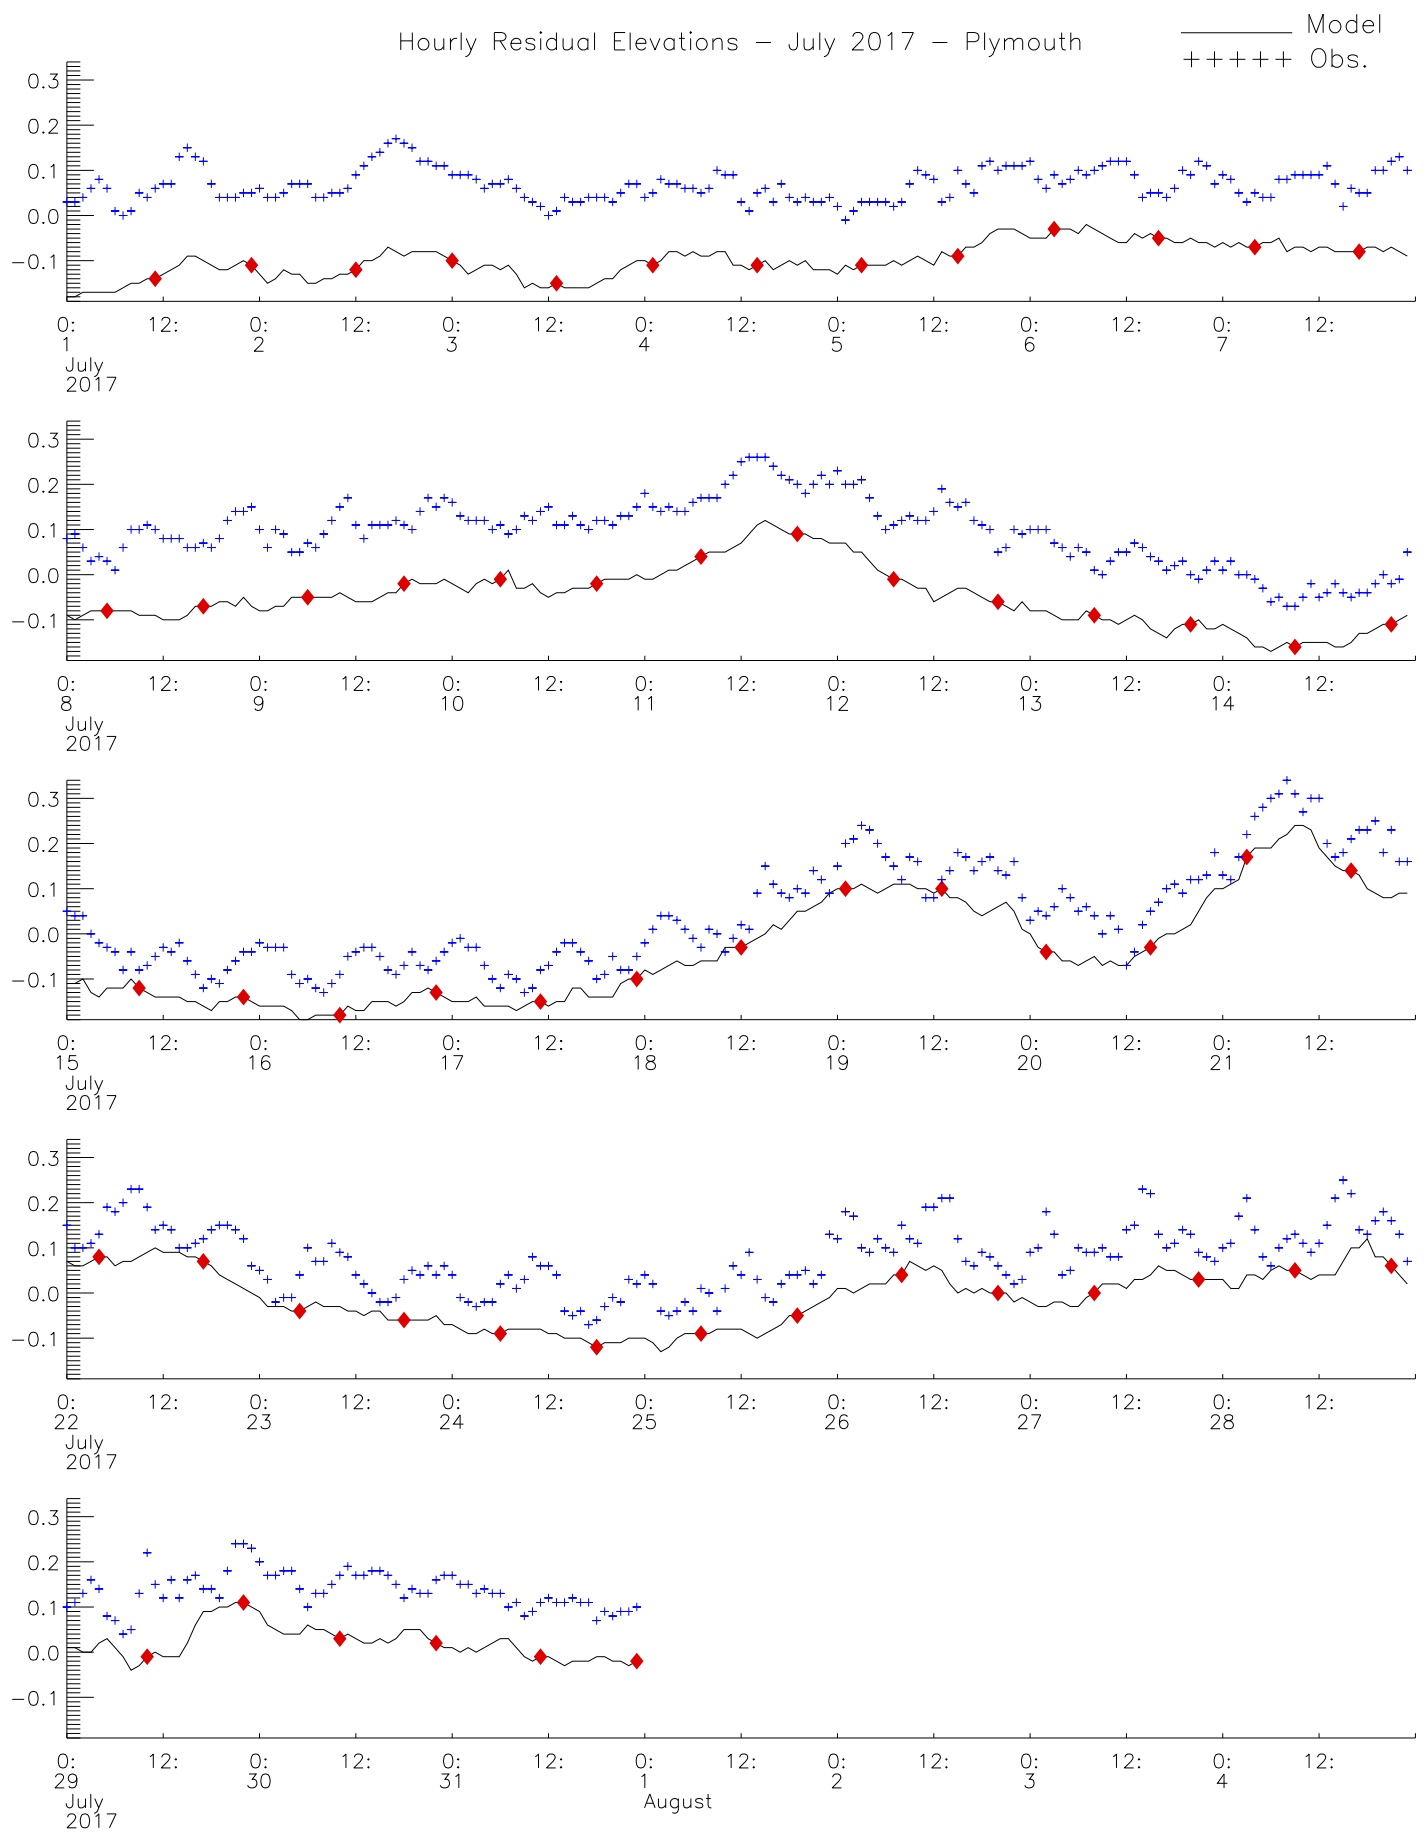 Hourly Residual Elevations − July 2017 − Plymouth
Model
+++++ Obs.
0.3
0.2
0.1
0.0
−0.1
0: 12: 0: 12: 0: 12: 0: 12: 0: 12: 0: 12: 0: 12:
1 2 3 4 5 6 7
July
2017
0.3
0.2
0.1
0.0
−0.1
0: 12: 0: 12: 0: 12: 0: 12: 0: 12: 0: 12: 0: 12:
8 9 10 11 12 13 14
July
2017
0.3
0.2
0.1
0.0
−0.1
0: 12: 0: 12: 0: 12: 0: 12: 0: 12: 0: 12: 0: 12:
15 16 17 18 19 20 21
July
2017
0.3
0.2
0.1
0.0
−0.1
0: 12: 0: 12: 0: 12: 0: 12: 0: 12: 0: 12: 0: 12:
22 23 24 25 26 27 28
July
2017
0.3
0.2
0.1
0.0
−0.1
0: 12: 0: 12: 0: 12: 0: 12: 0: 12: 0: 12: 0: 12:
29 30 31 1 2 3 4
July August
2017